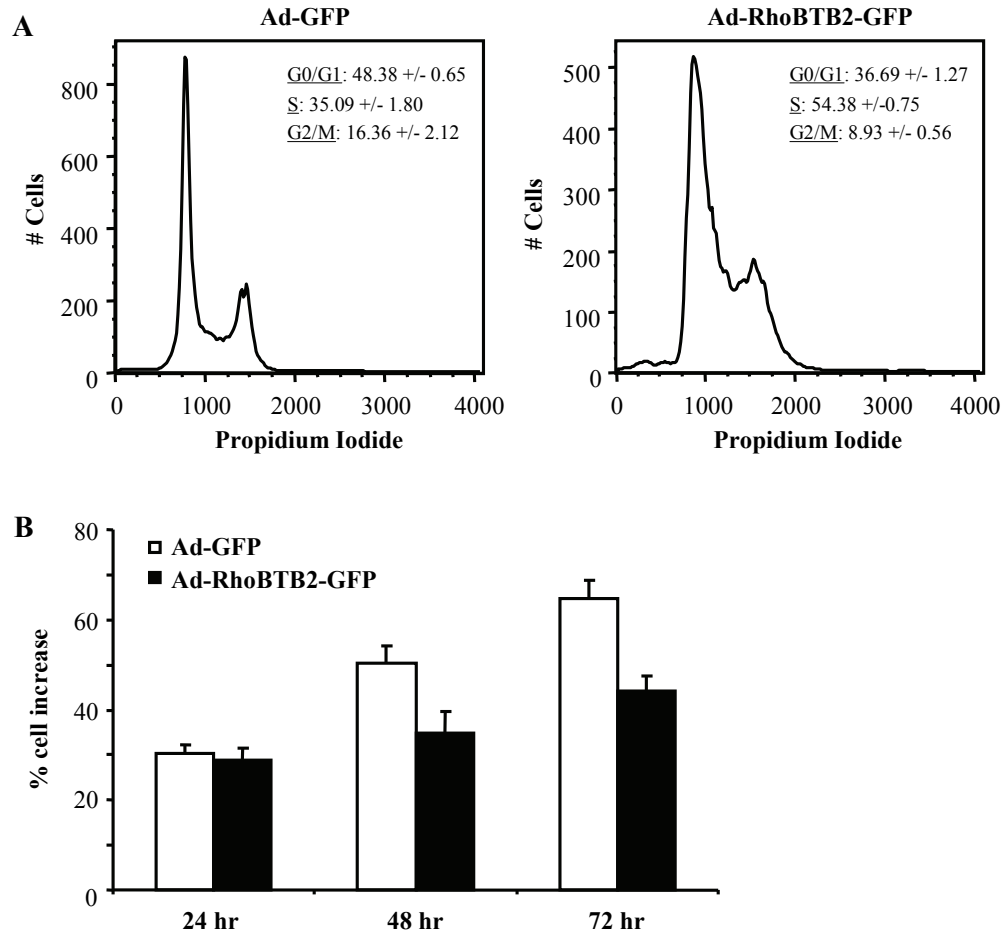 A
Ad-GFP
G0/G1: 48.38 +/- 0.65
S: 35.09 +/- 1.80
G2/M: 16.36 +/- 2.12
# Cells
800
600
400
200
0
0 1000 2000 3000 4000
Propidium Iodide
Ad-RhoBTB2-GFP
G0/G1: 36.69 +/- 1.27
S: 54.38 +/-0.75
G2/M: 8.93 +/- 0.56
# Cells
500
400
300
200
100
0
0 1000 2000 3000 4000
Propidium Iodide
B
Ad-GFP
Ad-RhoBTB2-GFP
% cell increase
80
60
40
20
0
24 hr 48 hr 72 hr